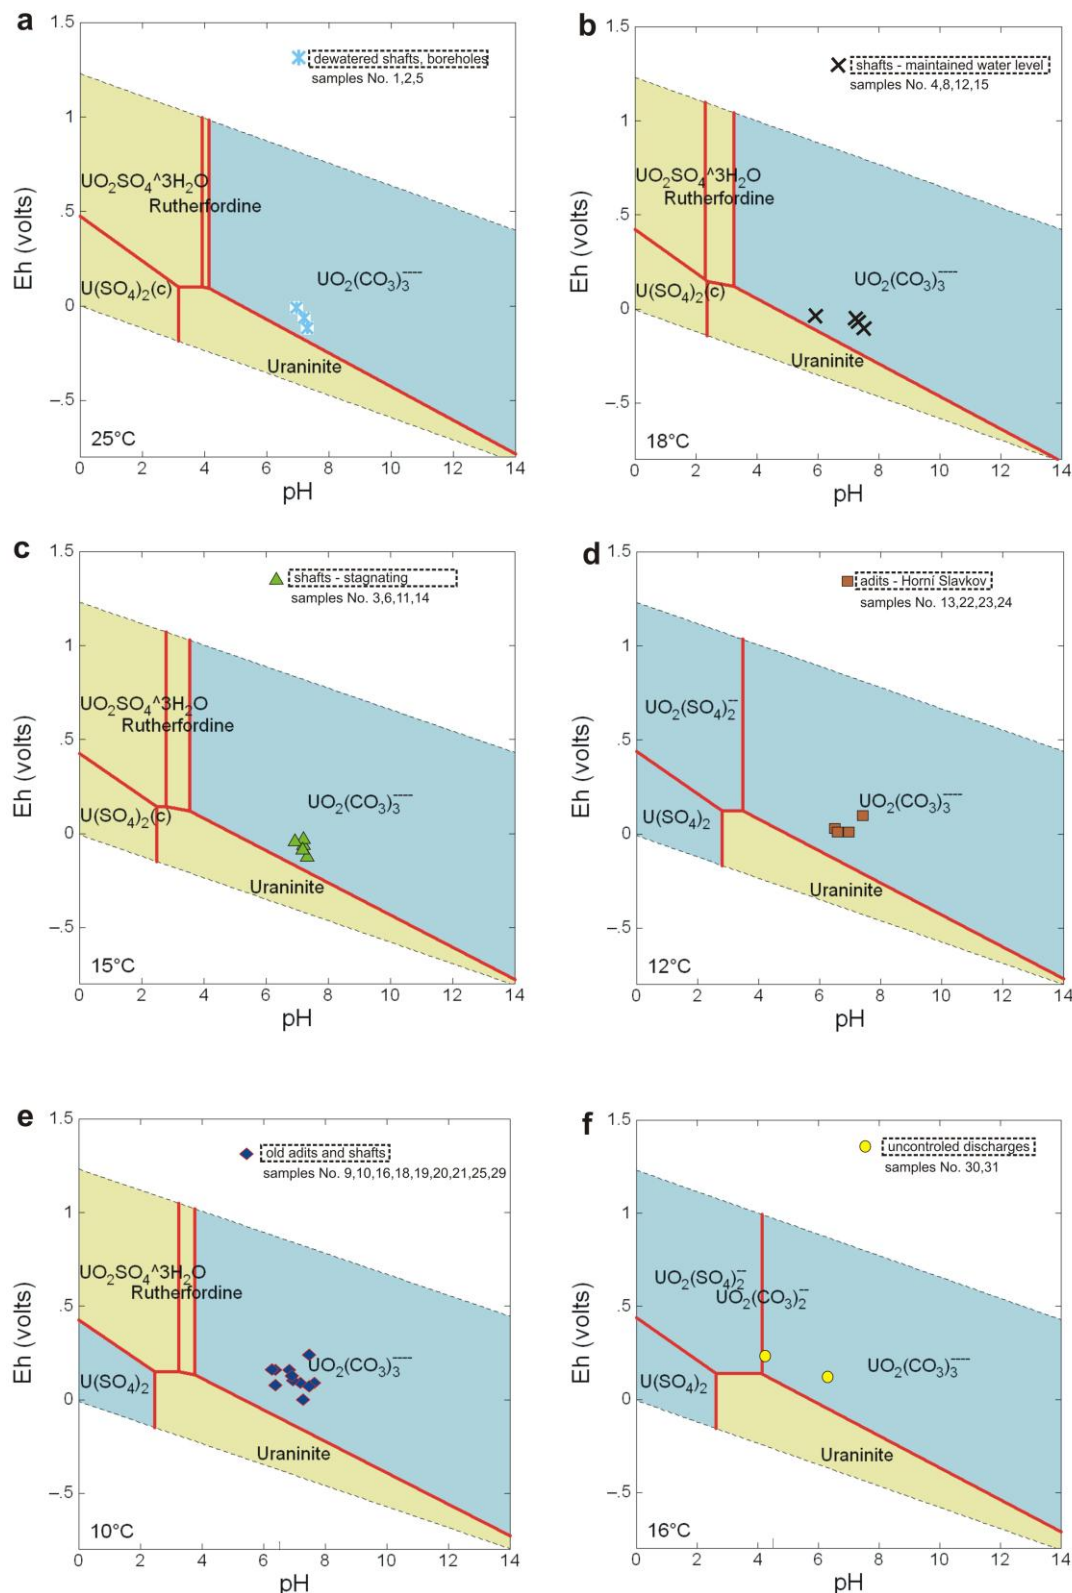 a
1.5
dewatered shafts, boreholes
samples No. 1,2,5
1
UO₂SO₄^3H₂O
.5
Rutherfordine
Eh (volts)
U(SO₄)₂(c)
UO₂(CO₃)₃----
0
Uraninite
–.5
25°C
0 2 4 6 8 10 12 14
pH
b
1.5
shafts - maintained water level
samples No. 4,8,12,15
1
UO₂SO₄^3H₂O
Rutherfordine
.5
Eh (volts)
U(SO₄)₂(c)
UO₂(CO₃)₃----
0
Uraninite
–.5
18°C
0 2 4 6 8 10 12 14
pH
c
1.5
shafts - stagnating
samples No. 3,6,11,14
1
UO₂SO₄^3H₂O
Rutherfordine
.5
Eh (volts)
U(SO₄)₂(c)
UO₂(CO₃)₃----
0
Uraninite
–.5
15°C
0 2 4 6 8 10 12 14
pH
d
1.5
adits - Horní Slavkov
samples No. 13,22,23,24
1
UO₂(SO₄)₂--
.5
Eh (volts)
U(SO₄)₂
UO₂(CO₃)₃----
0
Uraninite
–.5
12°C
0 2 4 6 8 10 12 14
pH
e
1.5
old adits and shafts
samples No. 9,10,16,18,19,20,21,25,29
1
UO₂SO₄^3H₂O
Rutherfordine
.5
Eh (volts)
U(SO₄)₂
UO₂(CO₃)₃----
0
Uraninite
–.5
10°C
0 2 4 6 8 10 12 14
pH
f
1.5
uncontroled discharges
samples No. 30,31
1
UO₂(SO₄)₂--
UO₂(CO₃)₂--
.5
Eh (volts)
U(SO₄)₂
UO₂(CO₃)₃----
0
Uraninite
–.5
16°C
0 2 4 6 8 10 12 14
pH